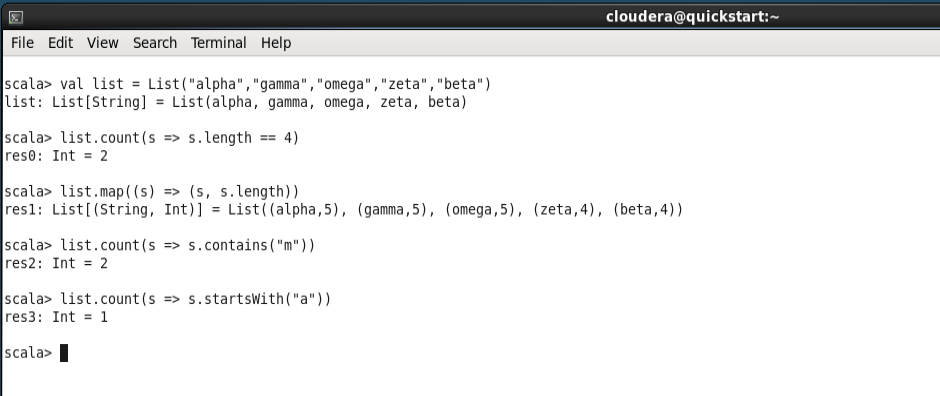 cloudera@quickstart:~
File Edit View Search Terminal Help
scala> val list = List("alpha","gamma","omega","zeta","beta")
list: List[String] = List(alpha, gamma, omega, zeta, beta)
scala> list.count(s => s.length == 4)
res0: Int = 2
scala> list.map((s) => (s, s.length))
res1: List[(String, Int)] = List((alpha,5), (gamma,5), (omega,5), (zeta,4), (beta,4))
scala> list.count(s => s.contains("m"))
res2: Int = 2
scala> list.count(s => s.startsWith("a"))
res3: Int = 1
scala>